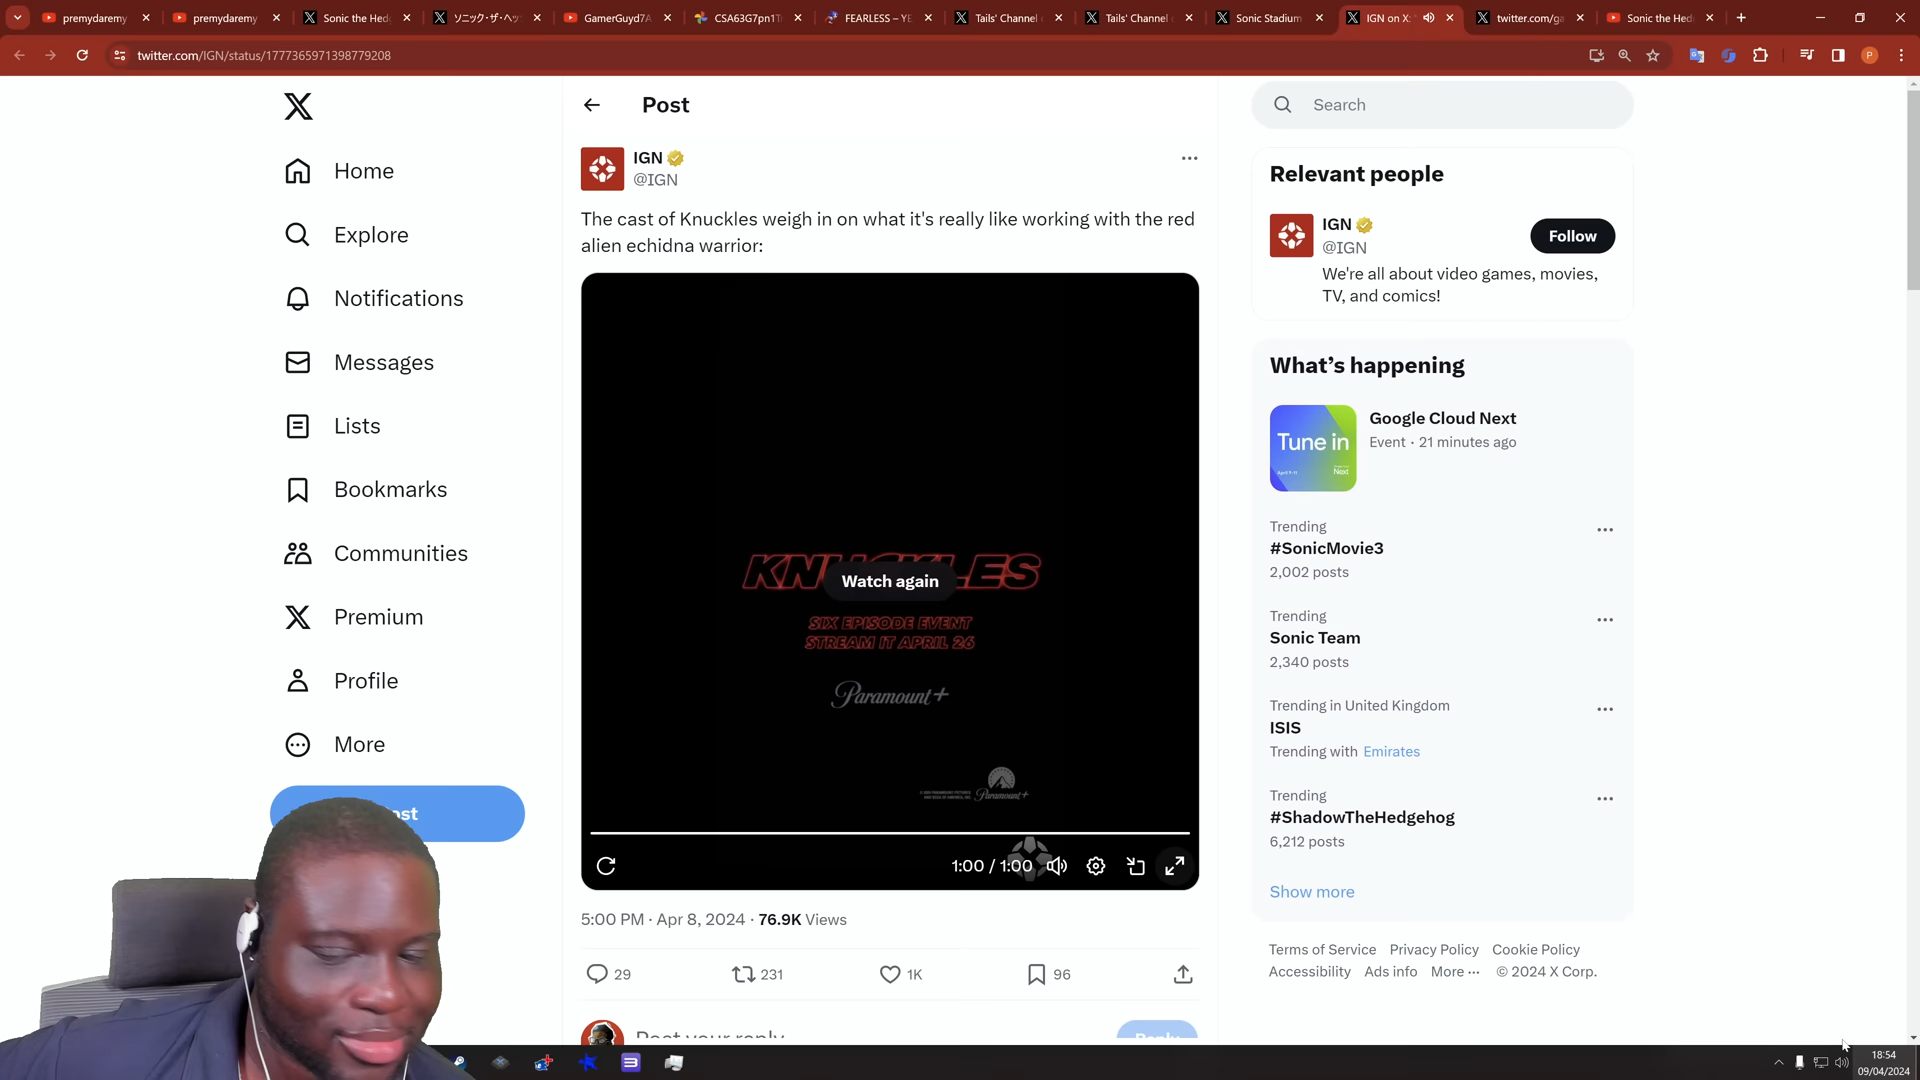 premydaremy
premydaremy
Sonic the Hed
ソニック・ザ・ヘッ
GamerGuyd7A
CSA63G7pn1T
FEARLESS – YE
Tails' Channel
Tails' Channel
Sonic Stadium
IGN on X:
twitter.com/ga
Sonic the Hed
twitter.com/IGN/status/1777365971398779208
P
Home
Explore
Notifications
Messages
Lists
Bookmarks
Communities
Premium
Profile
More
Post
IGN
@IGN
The cast of Knuckles weigh in on what it's really like working with the red
alien echidna warrior:
Watch again
SIX EPISODE EVENT
STREAM IT APRIL 26
Paramount+
Paramount+
1:00 / 1:00
5:00 PM · Apr 8, 2024 · 76.9K Views
29
231
1K
96
Post your reply
Reply
Search
Relevant people
IGN
@IGN
Follow
We're all about video games, movies,
TV, and comics!
What's happening
Tune in
Next
Google Cloud Next
Event · 21 minutes ago
Trending
#SonicMovie3
2,002 posts
Trending
Sonic Team
2,340 posts
Trending in United Kingdom
ISIS
Trending with Emirates
Trending
#ShadowTheHedgehog
6,212 posts
Show more
Terms of Service Privacy Policy Cookie Policy
Accessibility Ads info More ··· © 2024 X Corp.
18:54
09/04/2024